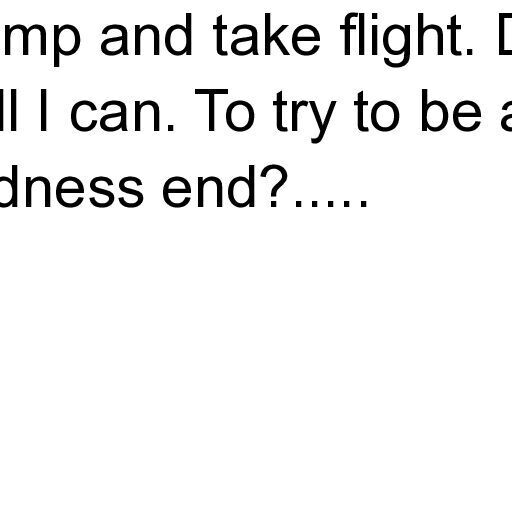 mp and take flight. D
ll I can. To try to be a
dness end?.....